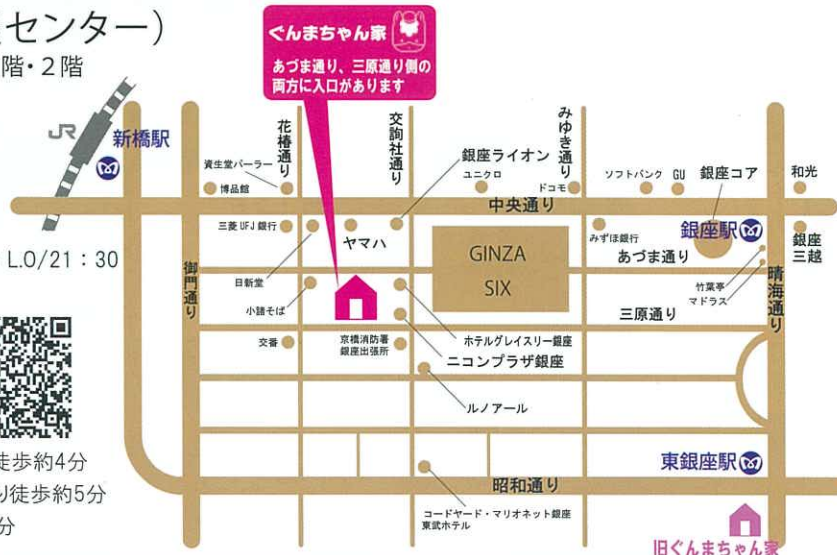 センター）
階・2階
ぐんまちゃん家
あづま通り、三原通り側の
両方に入口があります
JR
新橋駅
花椿通り
交詢社通り
みゆき通り
資生堂パーラー
博品館
銀座ライオン
ユニクロ
ドコモ
ソフトバンク
GU
銀座コア
和光
中央通り
三菱UFJ銀行
ヤマハ
みずほ銀行
銀座駅
銀座
三越
L.O/21：30
御門通り
日新堂
GINZA
SIX
あづま通り
竹葉亭
マドラス
晴海通り
小諸そば
三原通り
交番
京橋消防署
銀座出張所
ホテルグレイスリー銀座
ニコンプラザ銀座
ルノアール
徒歩約4分
り徒歩約5分
分
東銀座駅
昭和通り
コードヤード・マリオネット銀座
東武ホテル
旧ぐんまちゃん家